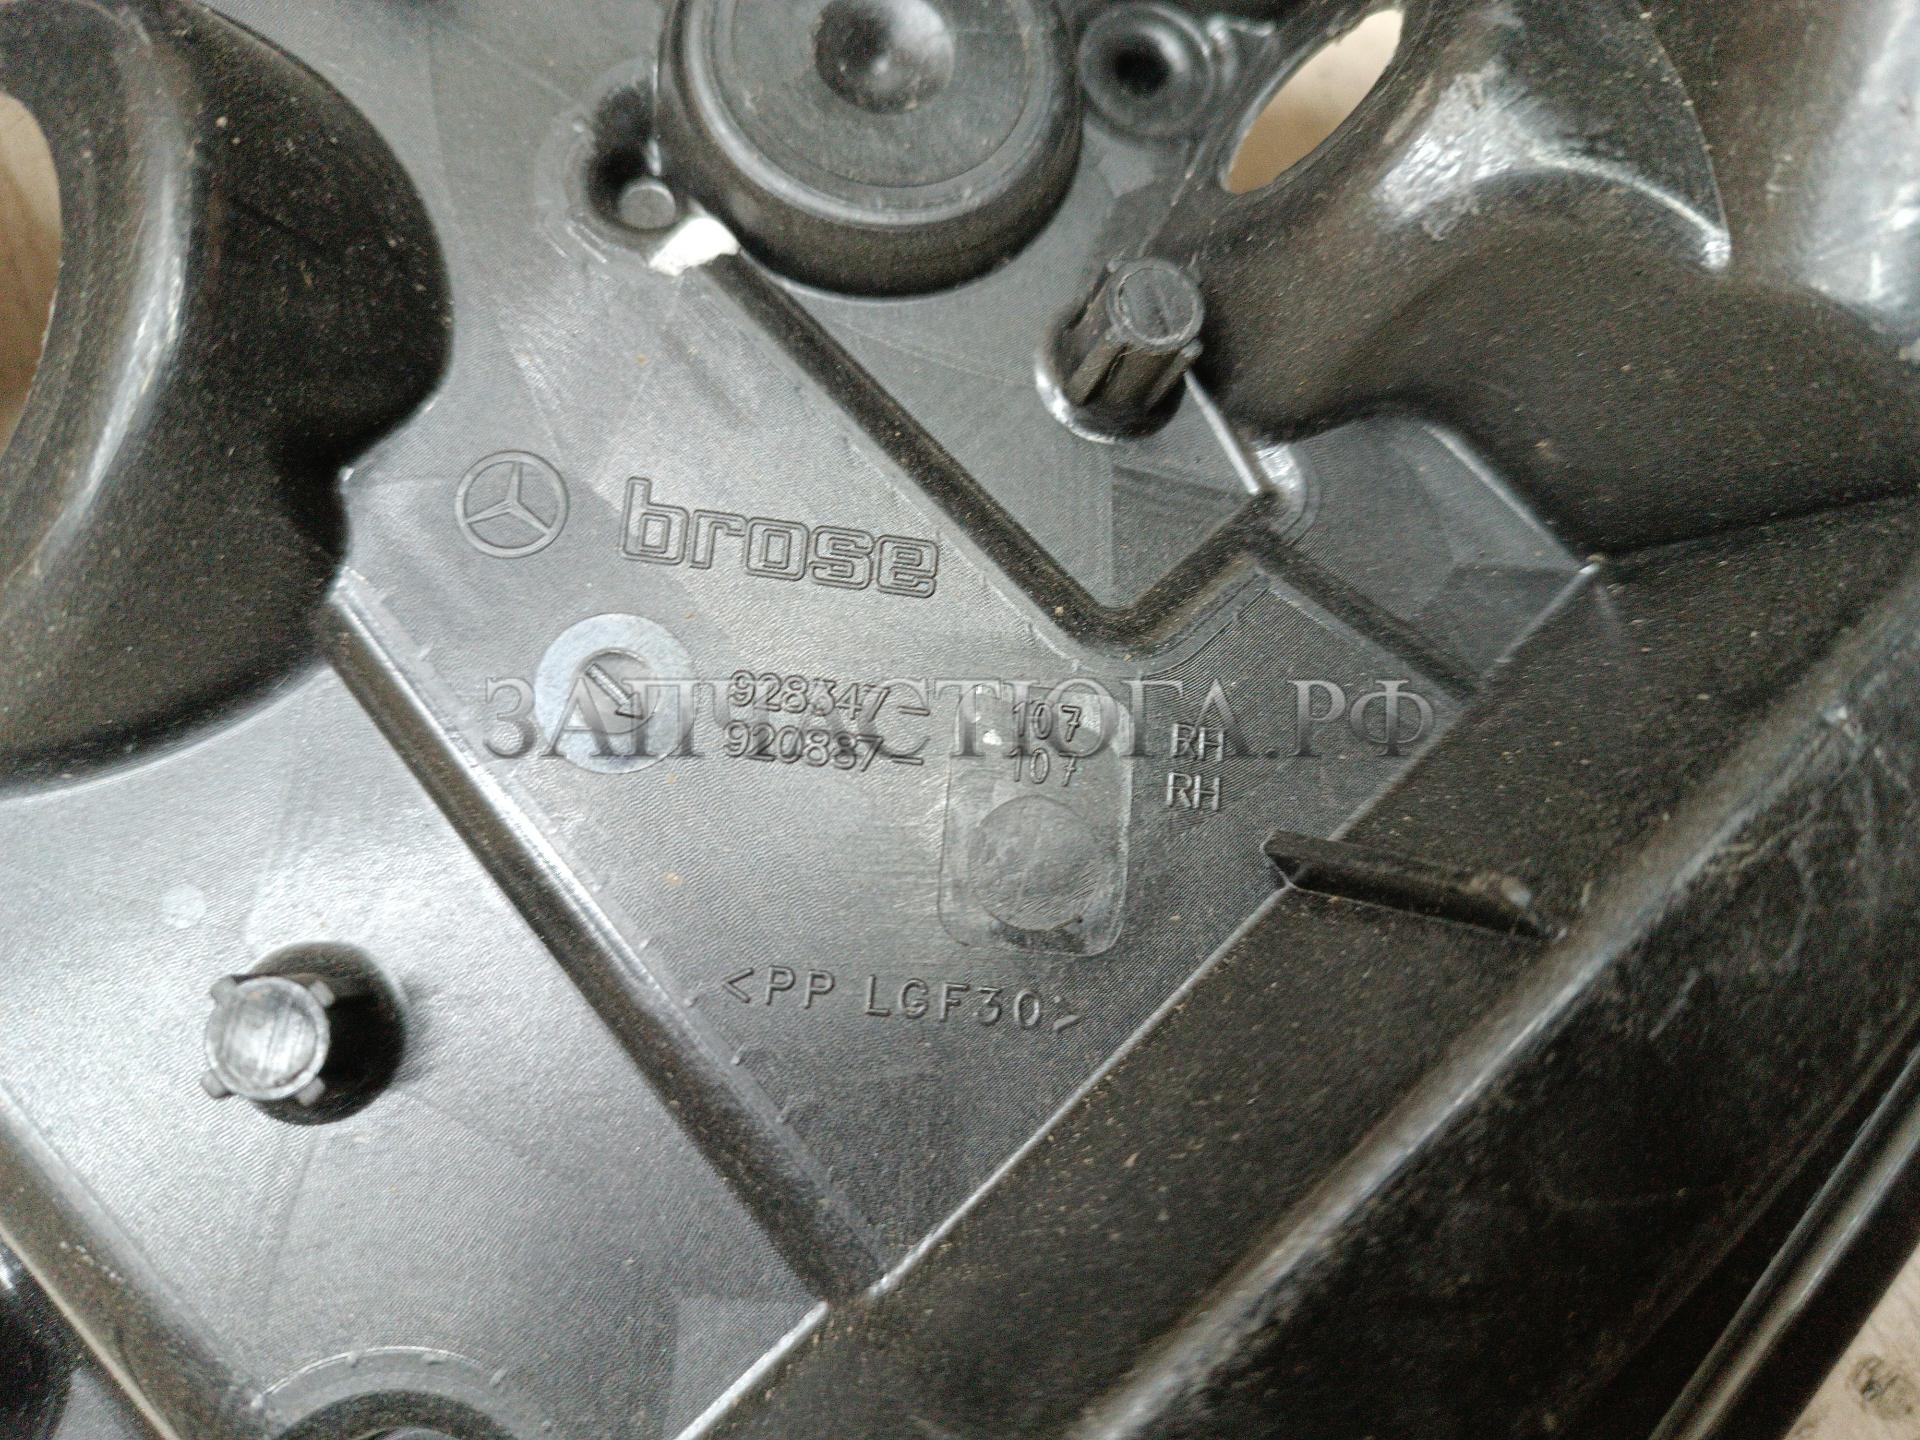 brose
928347- 107 RH
920887- 107 RH
ЗАПЧАСТЮГА.РФ
<PP LGF30>